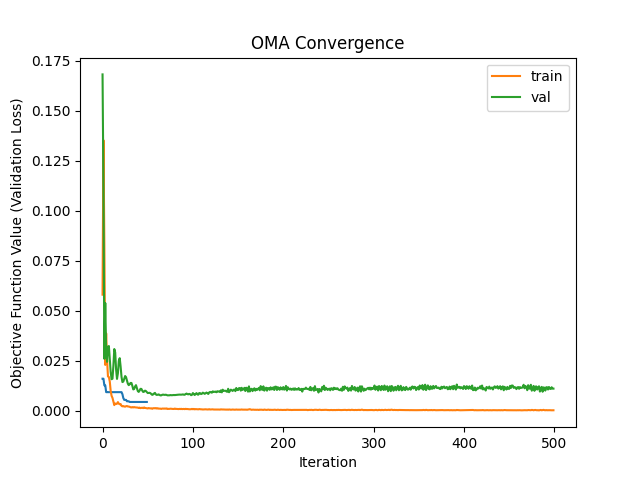 OMA Convergence
train
val
Objective Function Value (Validation Loss)
0.175
0.150
0.125
0.100
0.075
0.050
0.025
0.000
0
100
200
300
400
500
Iteration